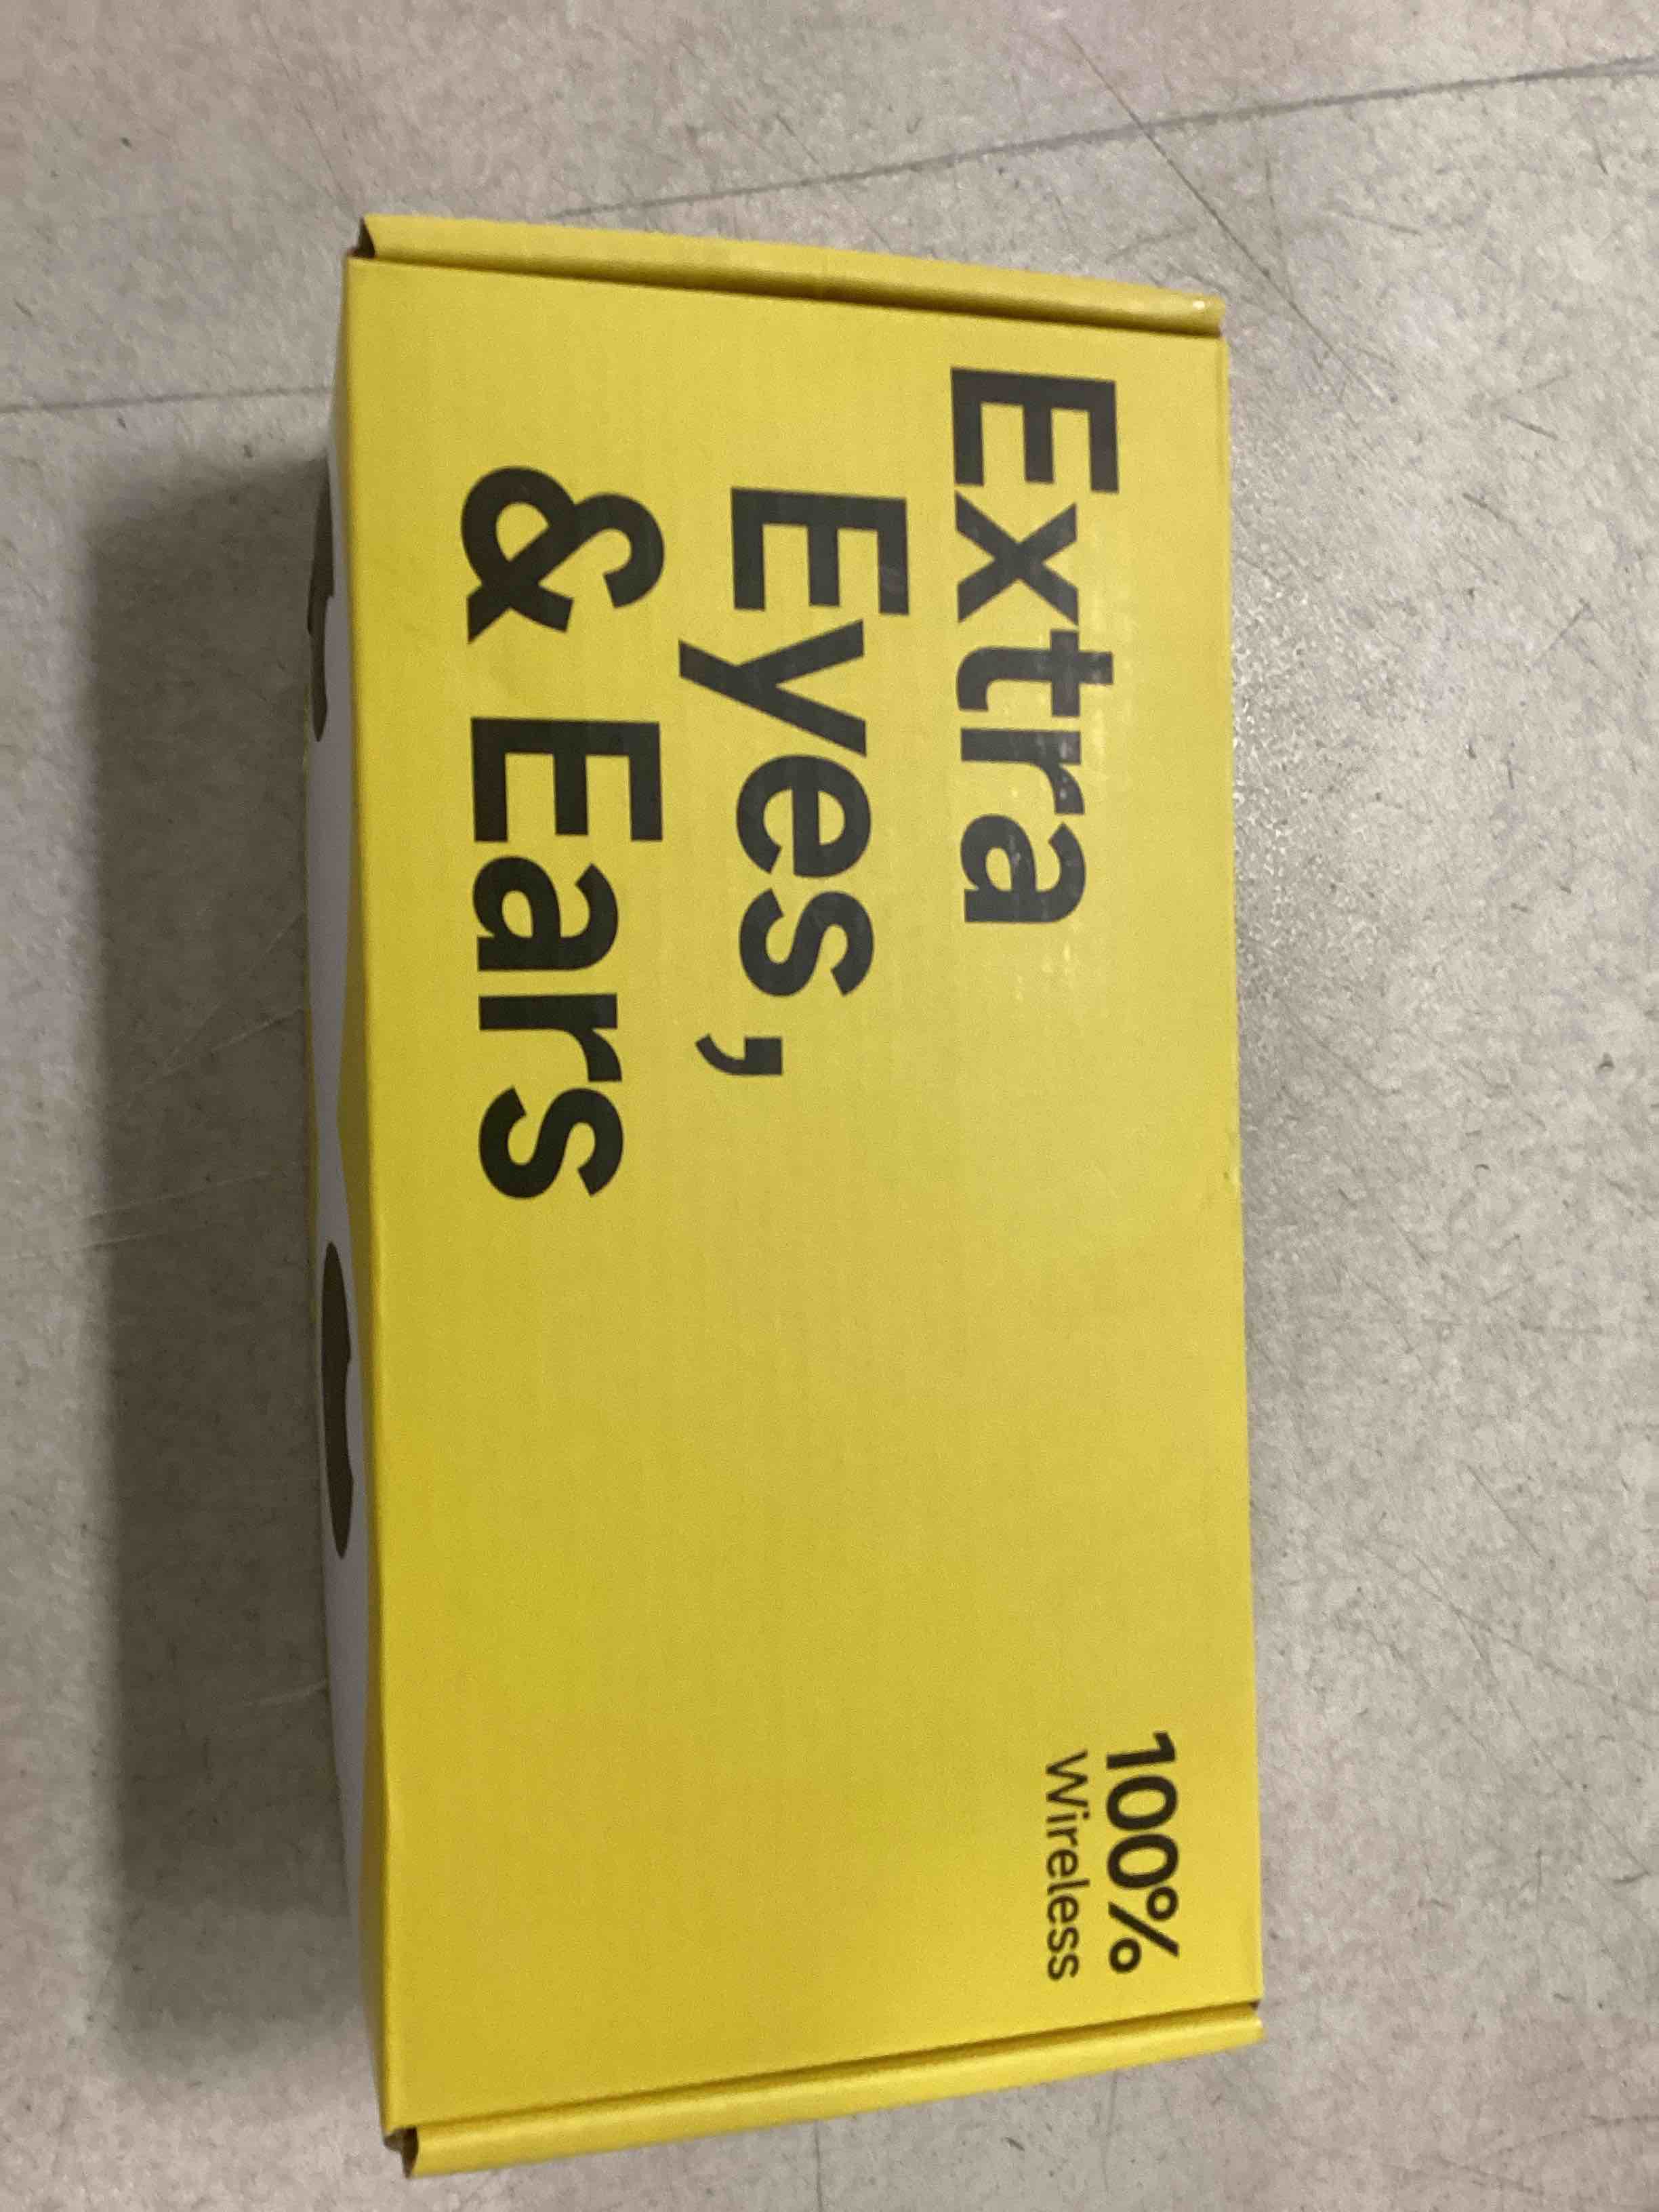 Extra
Eyes,
& Ears
100%
Wireless